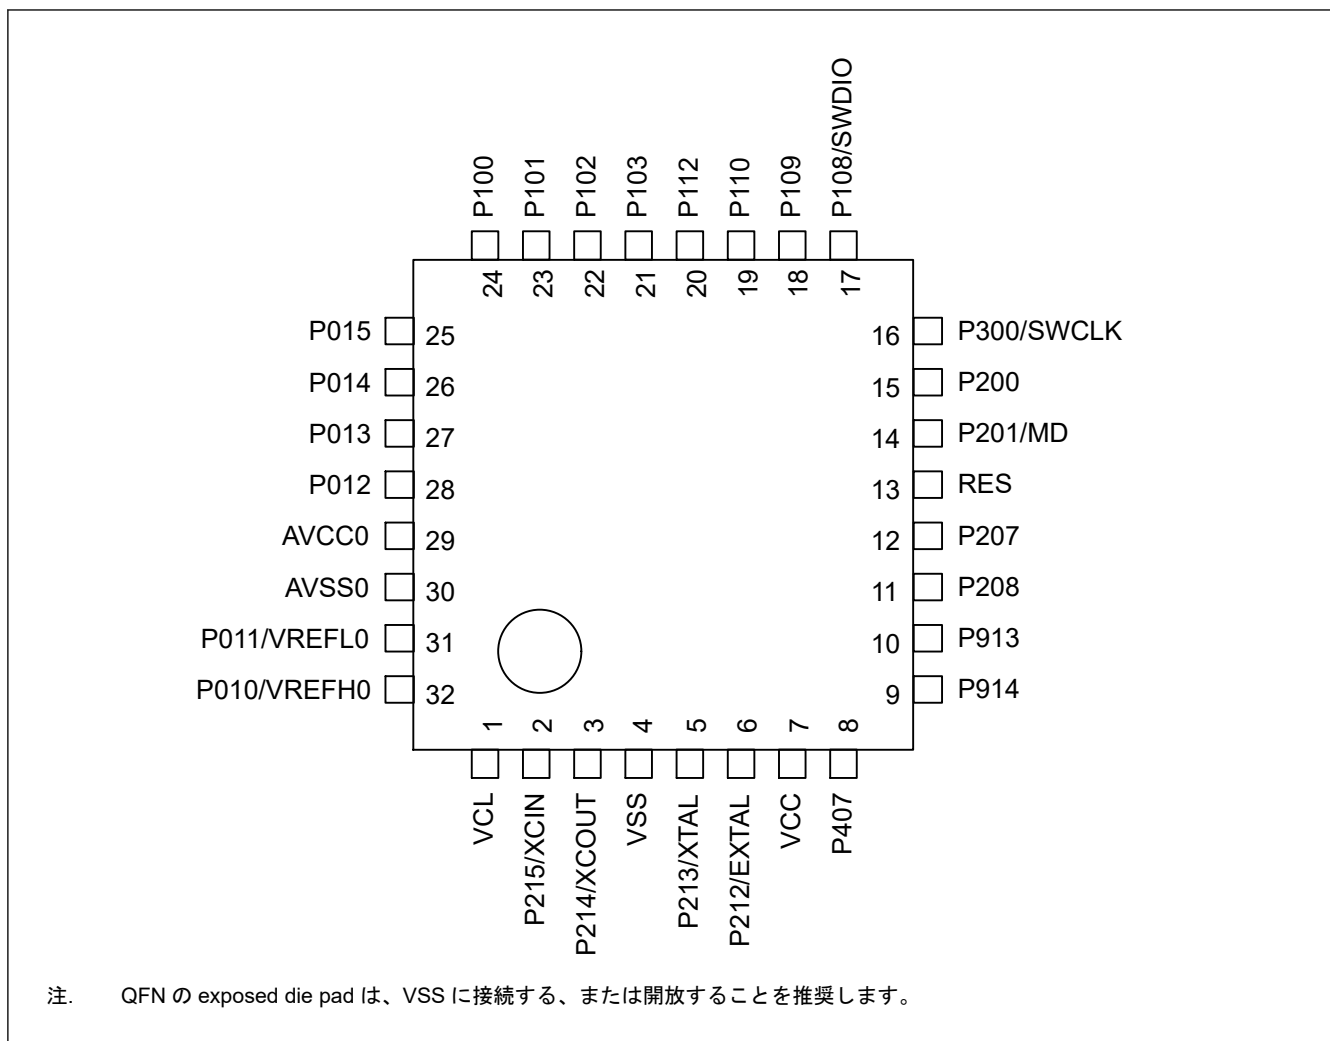 P100
P101
P102
P103
P112
P110
P109
P108/SWDIO
24
23
22
21
20
19
18
17
P015 25
P014 26
P013 27
P012 28
AVCC0 29
AVSS0 30
P011/VREFL0 31
P010/VREFH0 32
16 P300/SWCLK
15 P200
14 P201/MD
13 RES
12 P207
11 P208
10 P913
9 P914
1
2
3
4
5
6
7
8
VCL
P215/XCIN
P214/XCOUT
VSS
P213/XTAL
P212/EXTAL
VCC
P407
注. QFN の exposed die pad は、VSS に接続する、または開放することを推奨します。